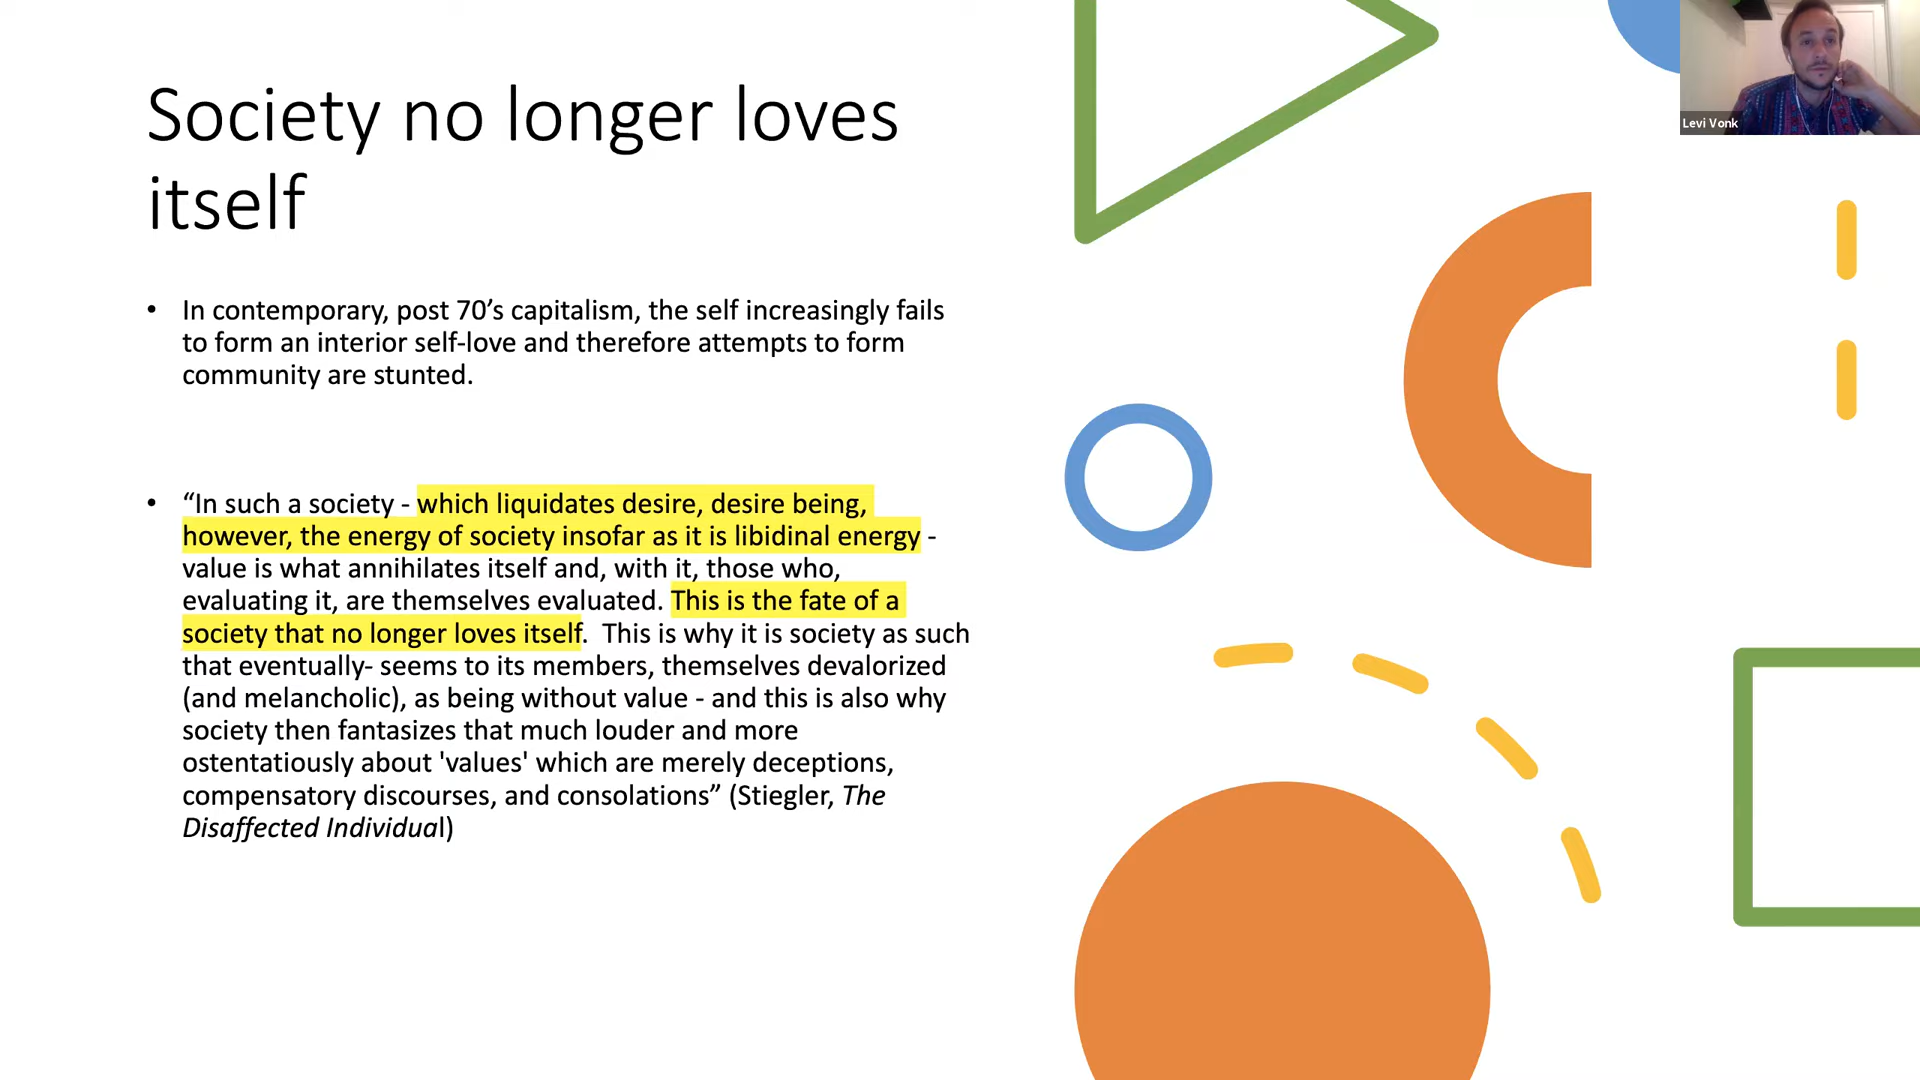 Society no longer loves
itself
• In contemporary, post 70’s capitalism, the self increasingly fails
to form an interior self-love and therefore attempts to form
community are stunted.
• “In such a society - which liquidates desire, desire being,
however, the energy of society insofar as it is libidinal energy -
value is what annihilates itself and, with it, those who,
evaluating it, are themselves evaluated. This is the fate of a
society that no longer loves itself.  This is why it is society as such
that eventually- seems to its members, themselves devalorized
(and melancholic), as being without value - and this is also why
society then fantasizes that much louder and more
ostentatiously about 'values' which are merely deceptions,
compensatory discourses, and consolations” (Stiegler, The
Disaffected Individual)
Levi Vonk